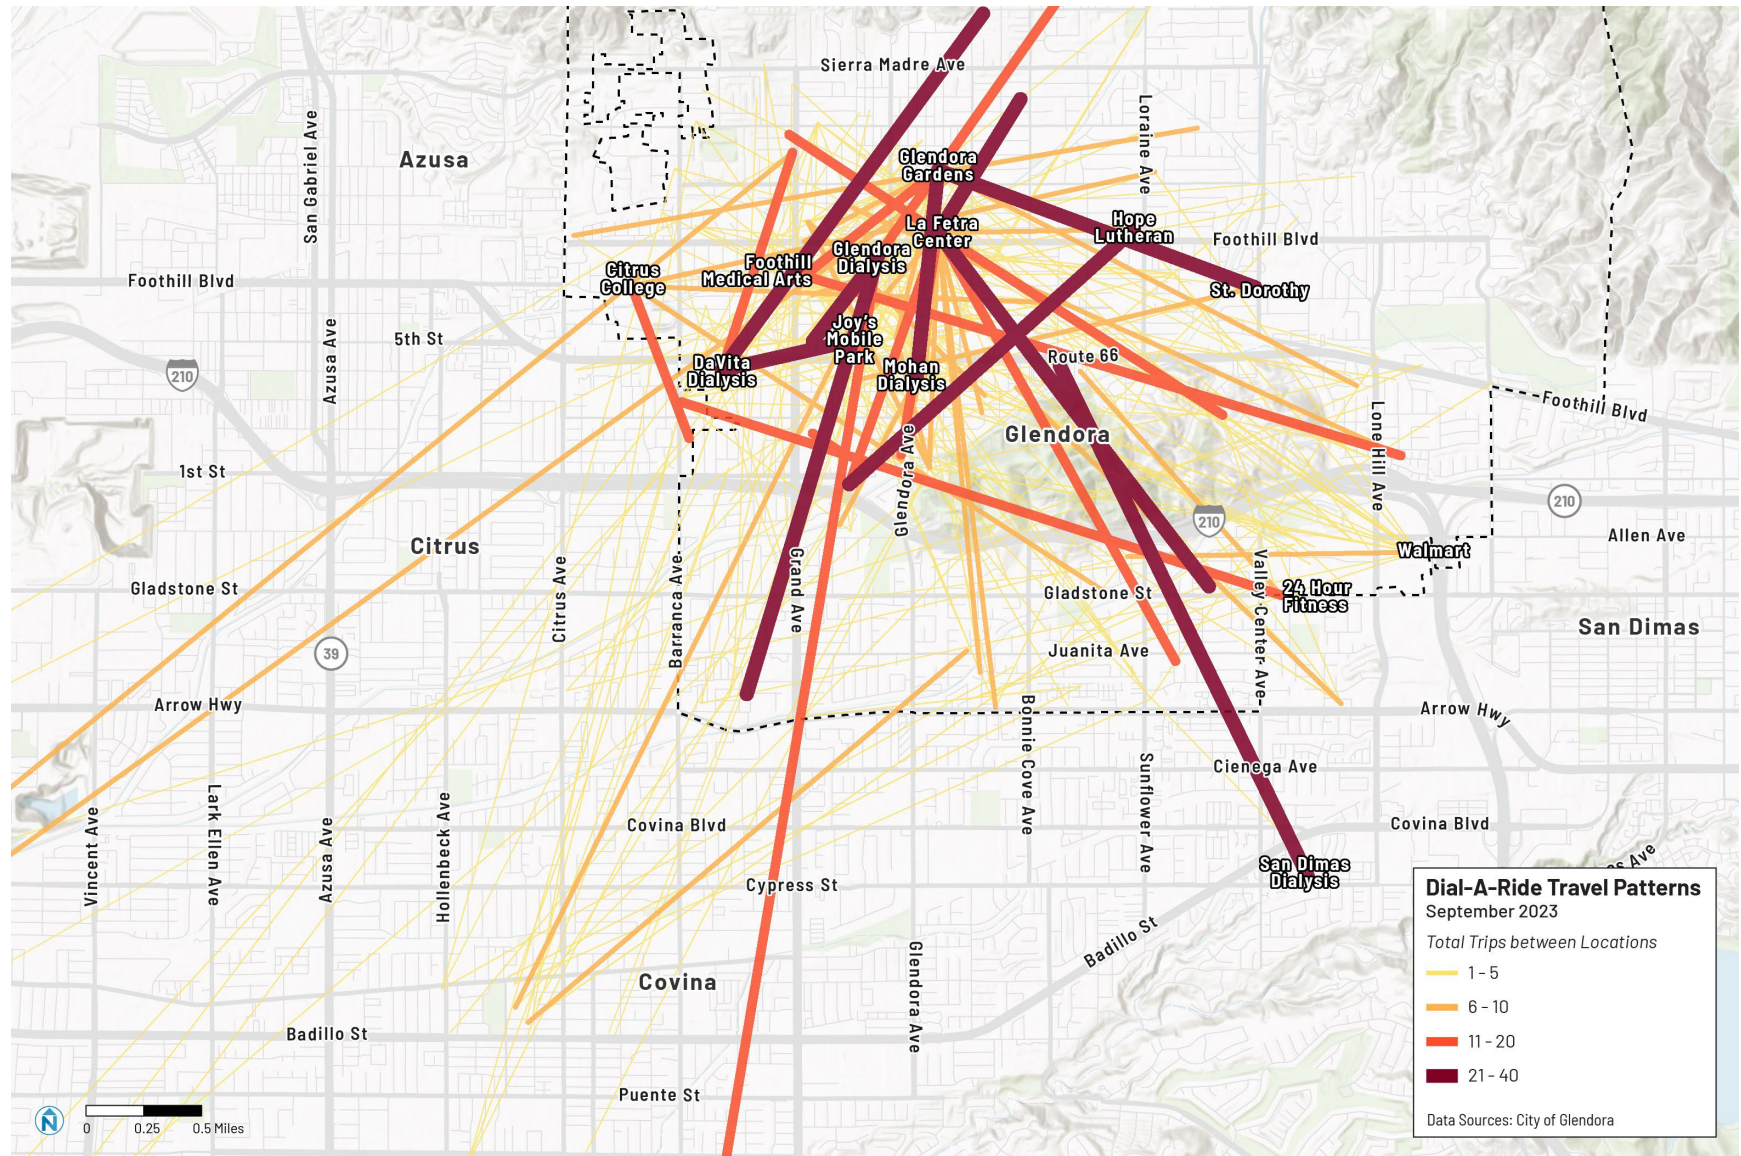 Sierra Madre Ave
San Gabriel Ave
Loraine Ave
Azusa
Glendora
Gardens
Hope
Lutheran
La Fetra
Center
Foothill Blvd
Glendora
Dialysis
Foothill
Medical Arts
Citrus
College
Foothill Blvd
St. Dorothy
5th St
Azusa Ave
Joy's
Mobile
Park
Route 66
DaVita
Dialysis
Mohan
Dialysis
210
Foothill Blvd
Glendora
Lone Hill Ave
1st St
Glendora Ave
210
210
Allen Ave
Citrus
Walmart
Gladstone St
Citrus Ave
Barranca Ave
Grand Ave
Gladstone St
Valley Center Ave
24 Hour
Fitness
San Dimas
39
Juanita Ave
Arrow Hwy
Bonnie Cove Ave
Arrow Hwy
Cienega Ave
Sunflower Ave
Vincent Ave
Lark Ellen Ave
Azusa Ave
Hollenbeck Ave
Covina Blvd
Covina Blvd
San Dimas
Dialysis
Cypress St
es Ave
Badillo St
Glendora Ave
Covina
Badillo St
Puente St
N
0 0.25 0.5 Miles
Dial-A-Ride Travel Patterns
September 2023
Total Trips between Locations
1 - 5
6 - 10
11 - 20
21 - 40
Data Sources: City of Glendora